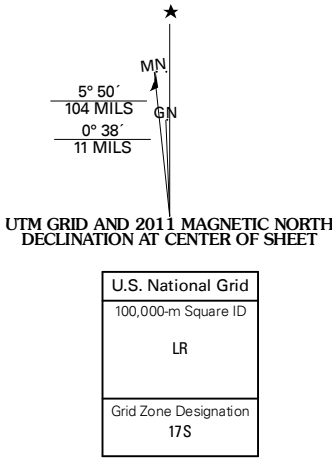 ★
M.N.
5° 50´
104 MILS
GN
0° 38´
11 MILS
UTM GRID AND 2011 MAGNETIC NORTH
DECLINATION AT CENTER OF SHEET
U.S. National Grid
100,000-m Square ID
LR
Grid Zone Designation
17S